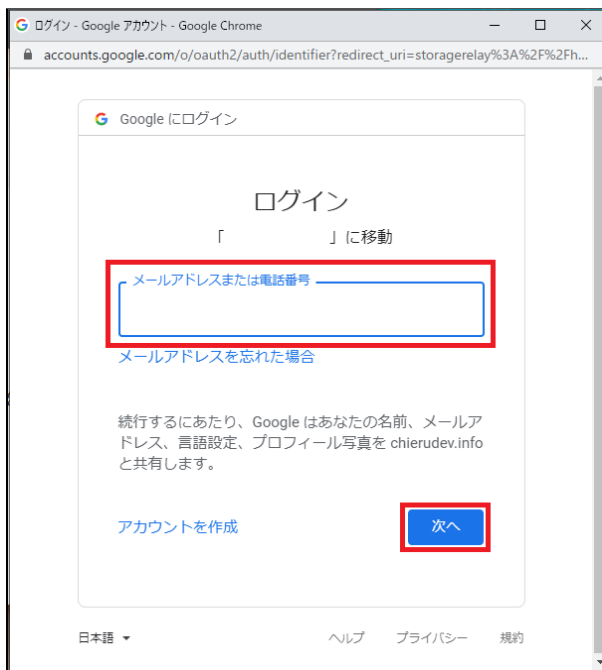 ログイン - Google アカウント - Google Chrome
accounts.google.com/o/oauth2/auth/identifier?redirect_uri=storagerelay%3A%2F%2Fh...
G Google にログイン
ログイン
「 」に移動
メールアドレスまたは電話番号
メールアドレスを忘れた場合
続行するにあたり、Google はあなたの名前、メールア
ドレス、言語設定、プロフィール写真を chierudev.info
と共有します。
アカウントを作成 次へ
日本語 ヘルプ プライバシー 規約